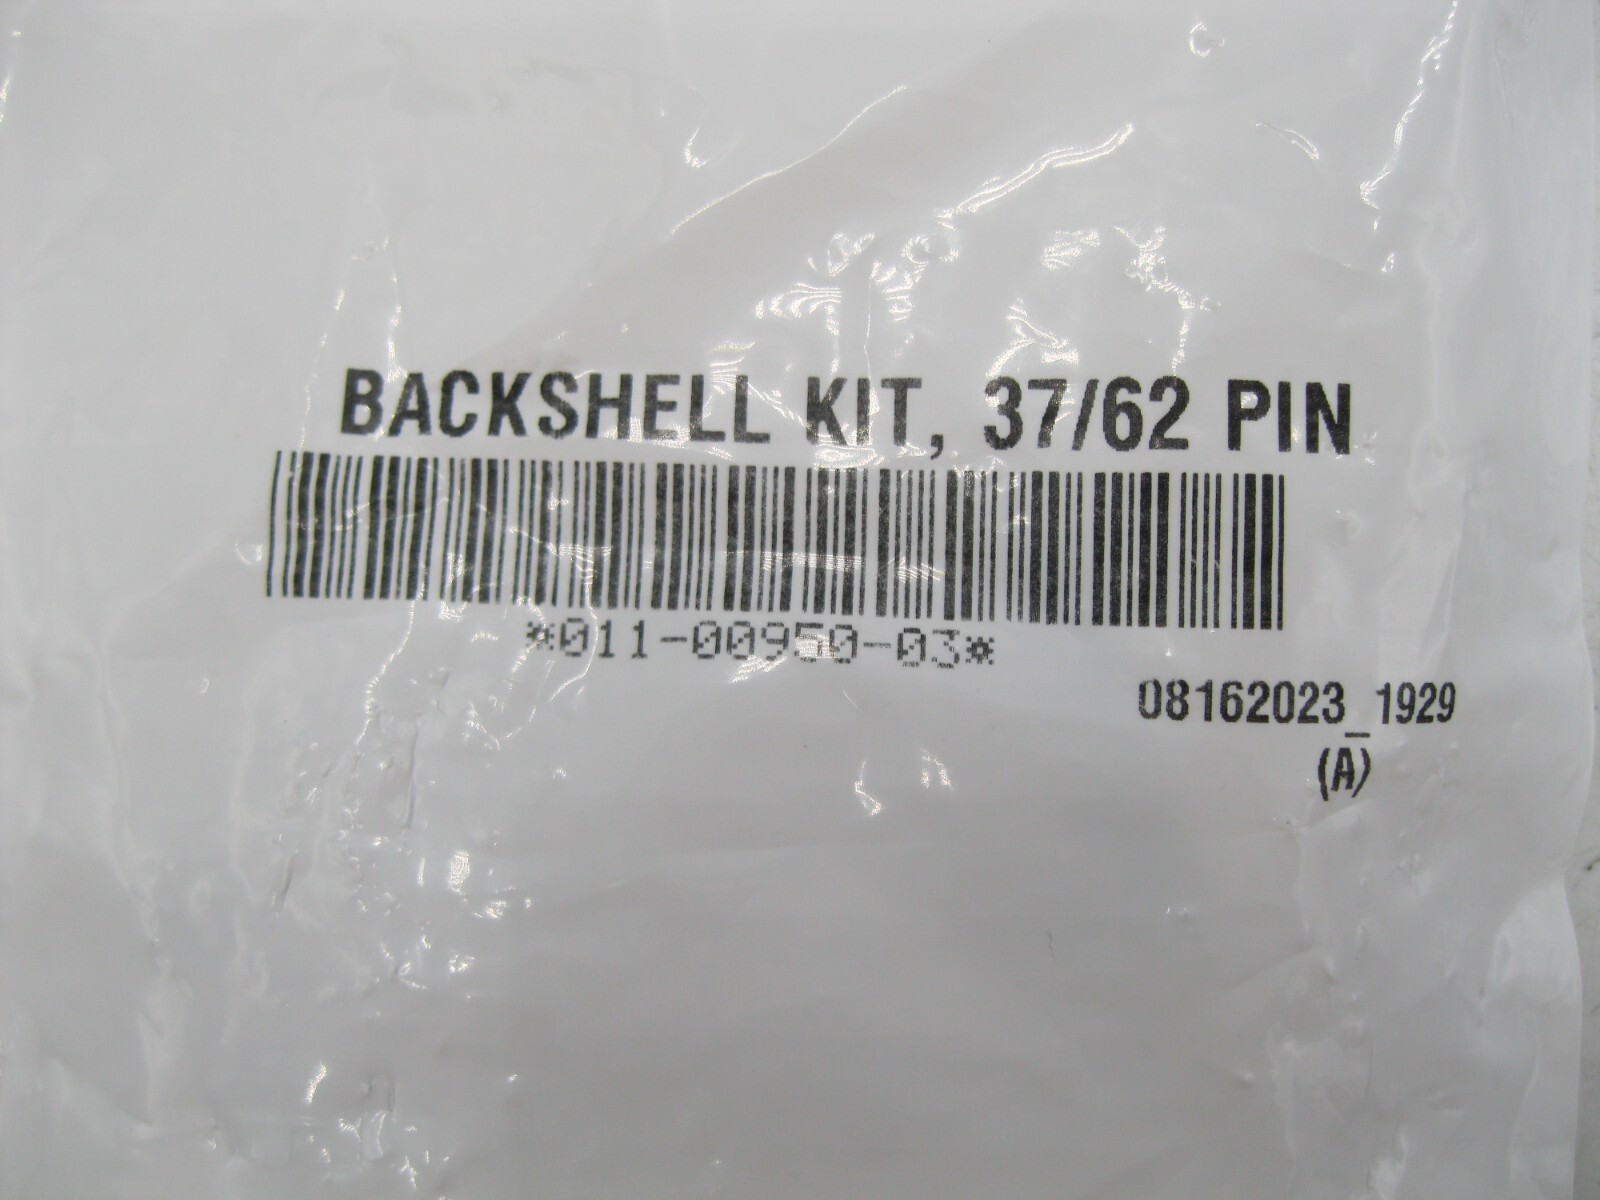 BACKSHELL KIT, 37/62 PIN
*011-00950-03*
08162023_1929
(A)